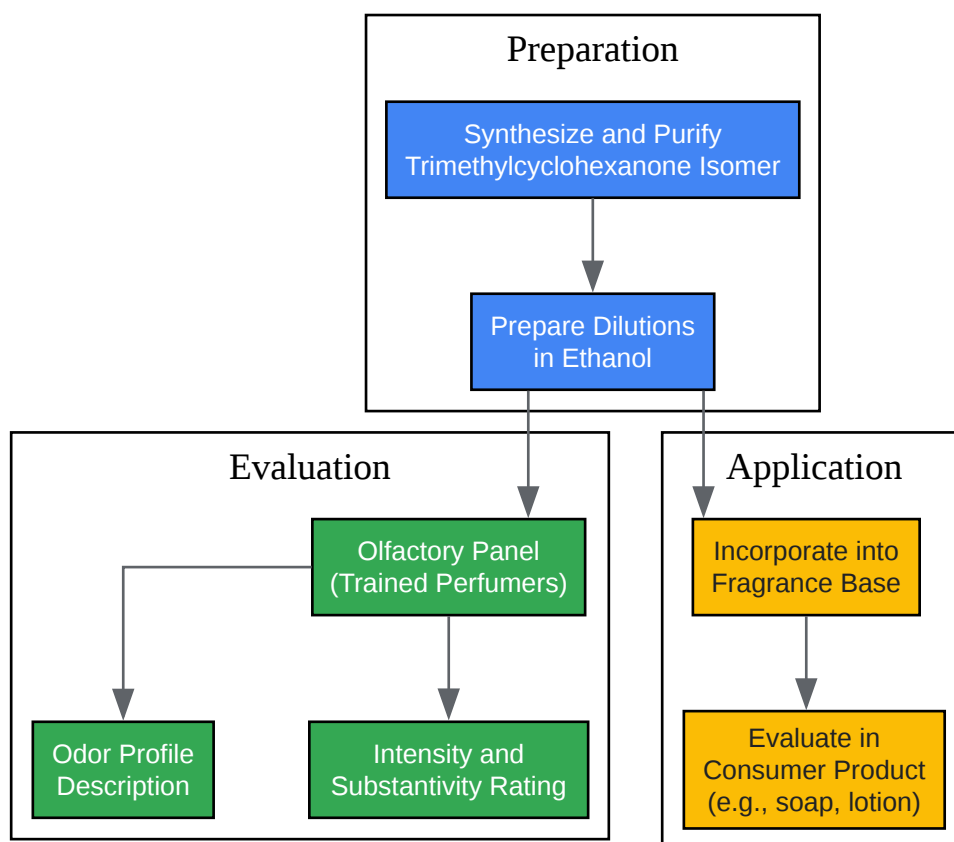 Preparation
Synthesize and Purify
Trimethylcyclohexanone Isomer
Prepare Dilutions
in Ethanol
Evaluation
Olfactory Panel
(Trained Perfumers)
Odor Profile
Description
Intensity and
Substantivity Rating
Application
Incorporate into
Fragrance Base
Evaluate in
Consumer Product
(e.g., soap, lotion)